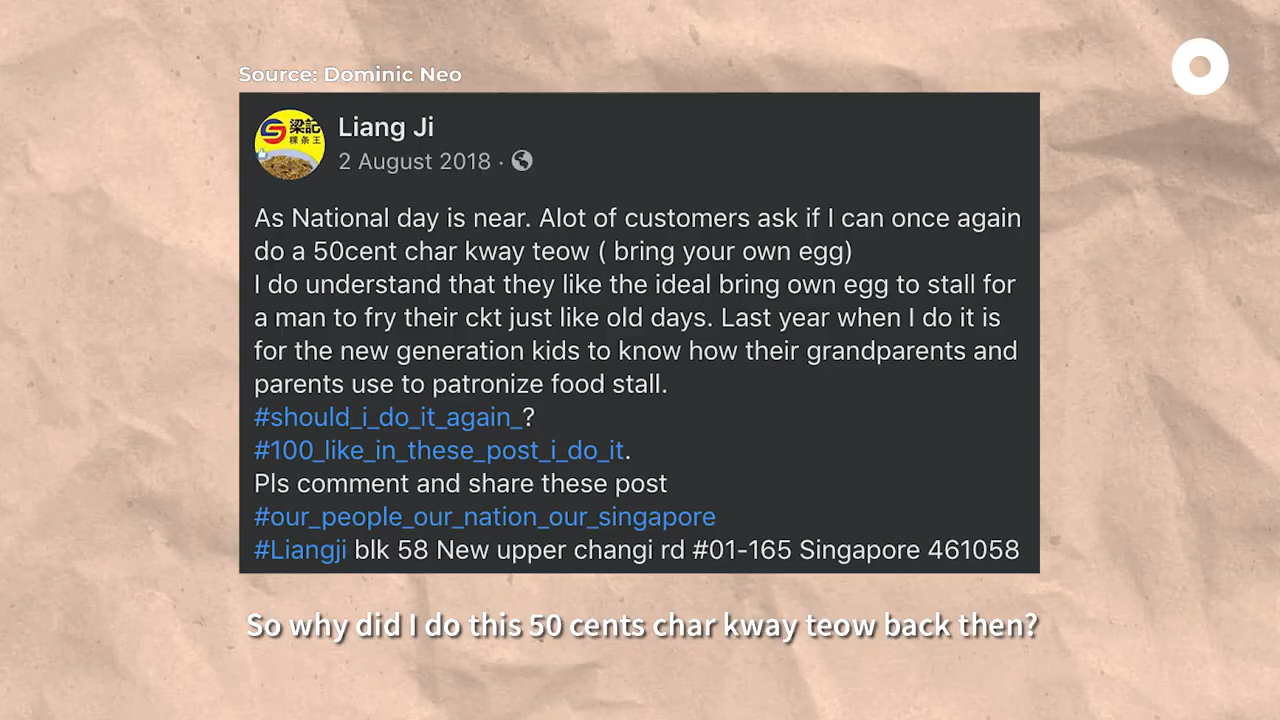 Source: Dominic Neo
梁記
粿条王
Liang Ji
2 August 2018 ·
As National day is near. Alot of customers ask if I can once again
do a 50cent char kway teow ( bring your own egg)
I do understand that they like the ideal bring own egg to stall for
a man to fry their ckt just like old days. Last year when I do it is
for the new generation kids to know how their grandparents and
parents use to patronize food stall.
#should_i_do_it_again_?
#100_like_in_these_post_i_do_it.
Pls comment and share these post
#our_people_our_nation_our_singapore
#Liangji blk 58 New upper changi rd #01-165 Singapore 461058
So why did I do this 50 cents char kway teow back then?